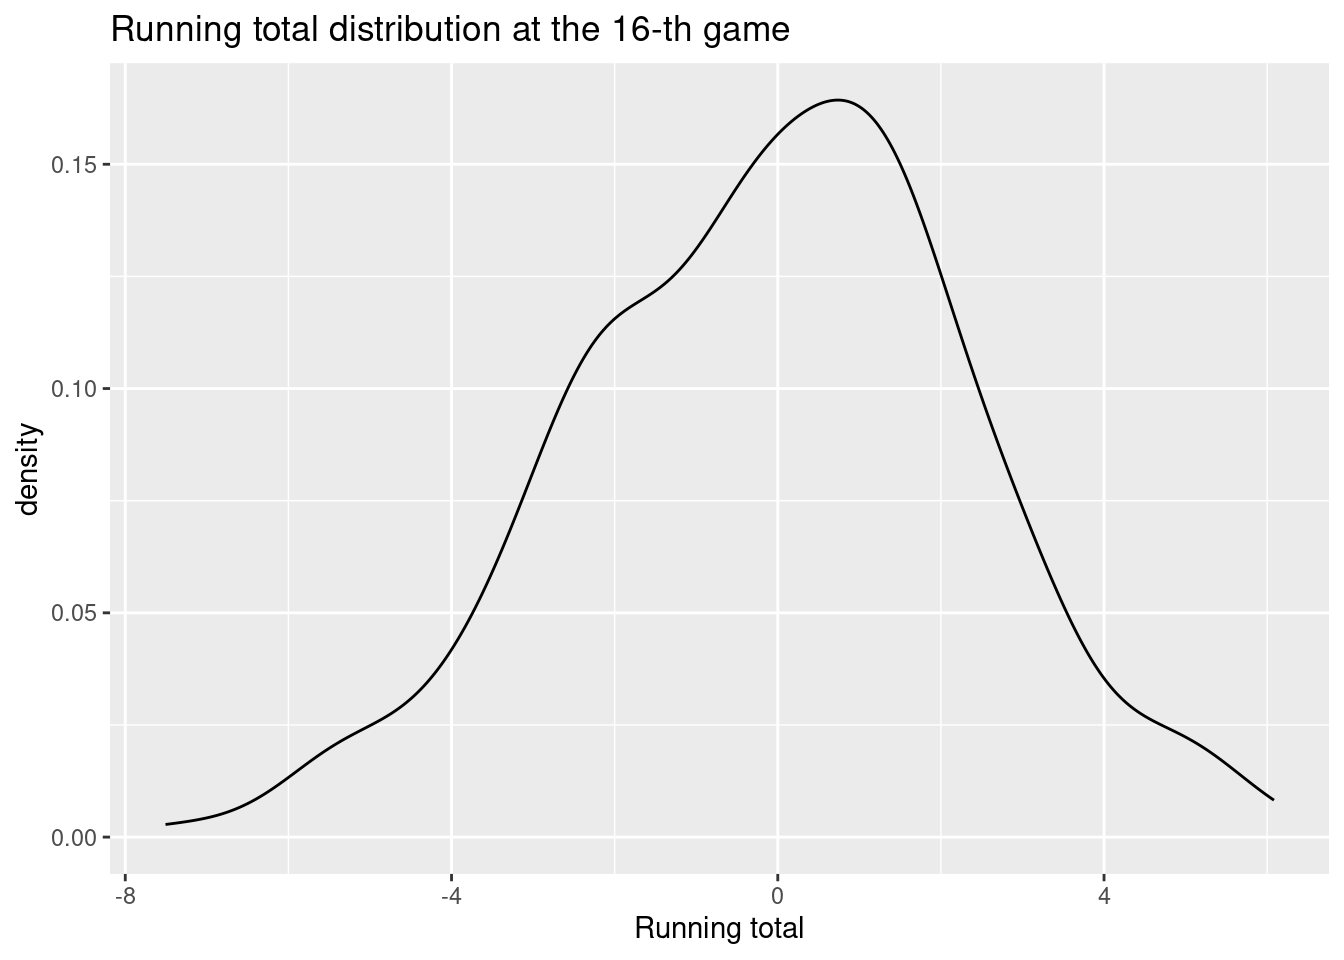 Running total distribution at the 16-th game
0.15
0.10
0.05
0.00
density
-8 -4 0 4
Running total